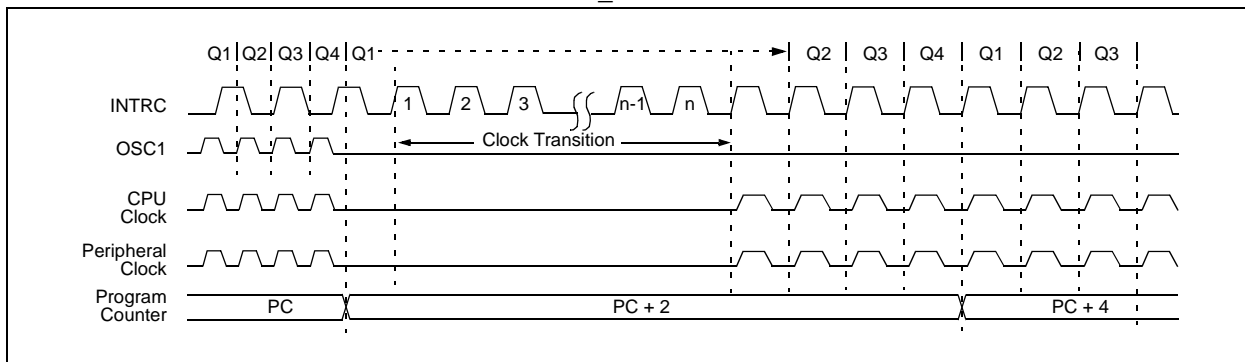 Q1 Q2 Q3 Q4 Q1 Q2 Q3 Q4 Q1 Q2 Q3
INTRC 1 2 3 n-1 n
OSC1 Clock Transition
CPU
Clock
Peripheral
Clock
Program
Counter
PC PC + 2 PC + 4